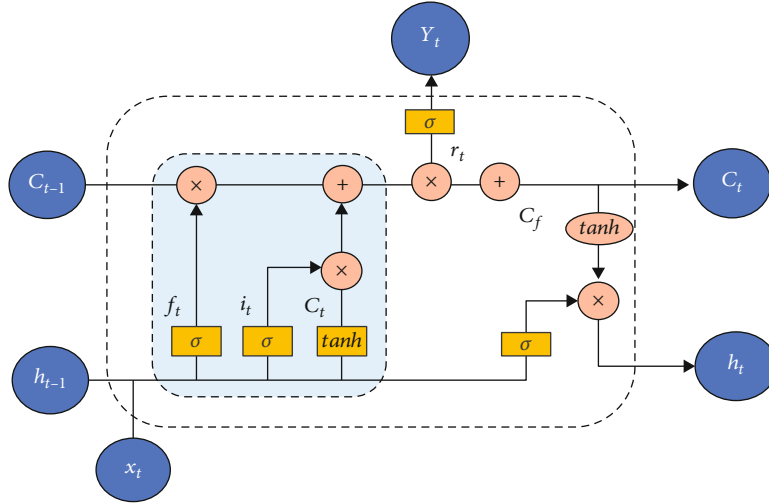 Y_t
σ
r_t
C_{t−1}
×
+
×
+
C_t
C_f
tanh
×
×
f_t
i_t
C_t
σ
σ
tanh
σ
h_{t−1}
h_t
x_t